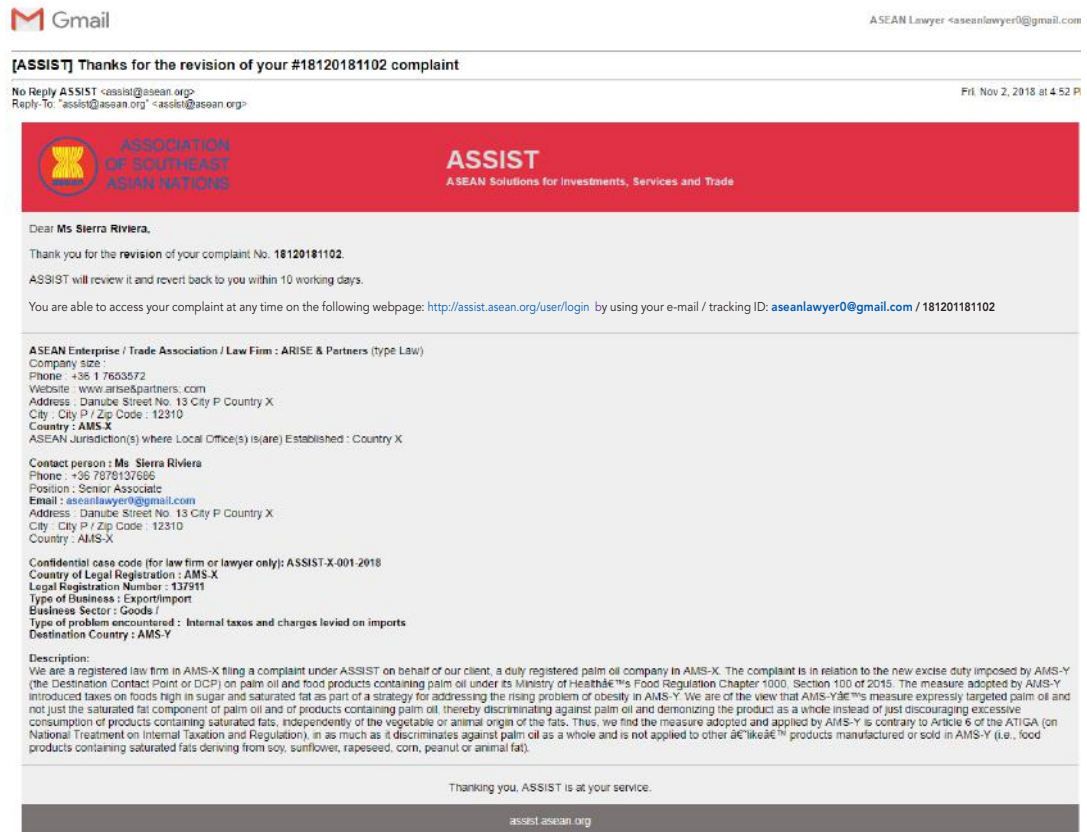 Gmail
ASEAN Lawyer <aseanlawyer0@gmail.com
[ASSIST] Thanks for the revision of your #18120181102 complaint
No Reply ASSIST <assist@asean.org>
Fri, Nov 2, 2018 at 4:52 P
Reply-To: "assist@asean.org" <assist@asean.org>
ASSOCIATION
OF SOUTHEAST
ASIAN NATIONS
asean
ASSIST
ASEAN Solutions for Investments, Services and Trade
Dear Ms Sierra Riviera,
Thank you for the revision of your complaint No. 18120181102.
ASSIST will review it and revert back to you within 10 working days.
You are able to access your complaint at any time on the following webpage: http://assist.asean.org/user/login by using your e-mail / tracking ID: aseanlawyer0@gmail.com / 181201181102
ASEAN Enterprise / Trade Association / Law Firm : ARISE & Partners (type Law)
Company size :
Phone : +36 1 7653572
Website : www.arise&partners;.com
Address : Danube Street No. 13 City P Country X
City : City P / Zip Code : 12310
Country : AMS-X
ASEAN Jurisdiction(s) where Local Office(s) is(are) Established : Country X
Contact person : Ms Sierra Riviera
Phone : +36 7878137686
Position : Senior Associate
Email : aseanlawyer0@gmail.com
Address : Danube Street No. 13 City P Country X
City : City P / Zip Code : 12310
Country : AMS-X
Confidential case code (for law firm or lawyer only): ASSIST-X-001-2018
Country of Legal Registration : AMS-X
Legal Registration Number : 137911
Type of Business : Export/Import
Business Sector : Goods /
Type of problem encountered : Internal taxes and charges levied on imports
Destination Country : AMS-Y
Description:
We are a registered law firm in AMS-X filing a complaint under ASSIST on behalf of our client, a duly registered palm oil company in AMS-X. The complaint is in relation to the new excise duty imposed by AMS-Y
(the Destination Contact Point or DCP) on palm oil and food products containing palm oil under its Ministry of Healthâ€™s Food Regulation Chapter 1000, Section 100 of 2015. The measure adopted by AMS-Y
introduced taxes on foods high in sugar and saturated fat as part of a strategy for addressing the rising problem of obesity in AMS-Y. We are of the view that AMS-Yâ€™s measure expressly targeted palm oil and
not just the saturated fat component of palm oil and of products containing palm oil, thereby discriminating against palm oil and demonizing the product as a whole instead of just discouraging excessive
consumption of products containing saturated fats, independently of the vegetable or animal origin of the fats. Thus, we find the measure adopted and applied by AMS-Y is contrary to Article 6 of the ATIGA (on
National Treatment on Internal Taxation and Regulation), in as much as it discriminates against palm oil as a whole and is not applied to other â€˜likeâ€™ products manufactured or sold in AMS-Y (i.e., food
products containing saturated fats deriving from soy, sunflower, rapeseed, corn, peanut or animal fat).
Thanking you, ASSIST is at your service.
assist.asean.org